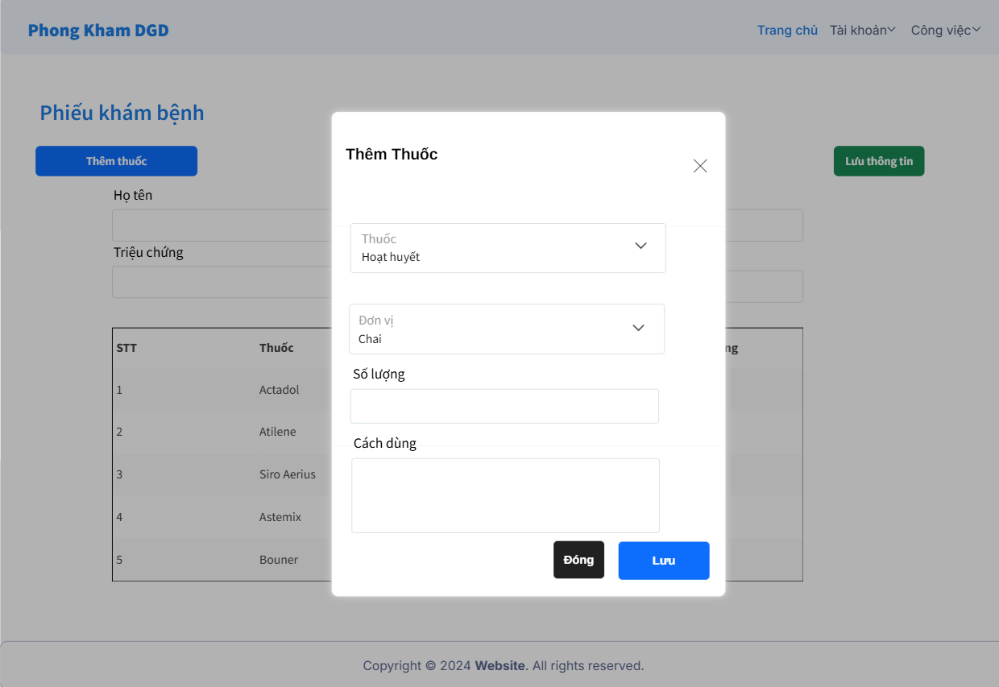 Phong Kham DGD
Trang chủ Tài khoản Công việc
Phiếu khám bệnh
Thêm thuốc
Lưu thông tin
Họ tên
Triệu chứng
STT Thuốc ng
1 Actadol
2 Atilene
3 Siro Aerius
4 Astemix
5 Bouner
Thêm Thuốc
Thuốc
Hoạt huyết
Đơn vị
Chai
Số lượng
Cách dùng
Đóng Lưu
Copyright © 2024 Website. All rights reserved.